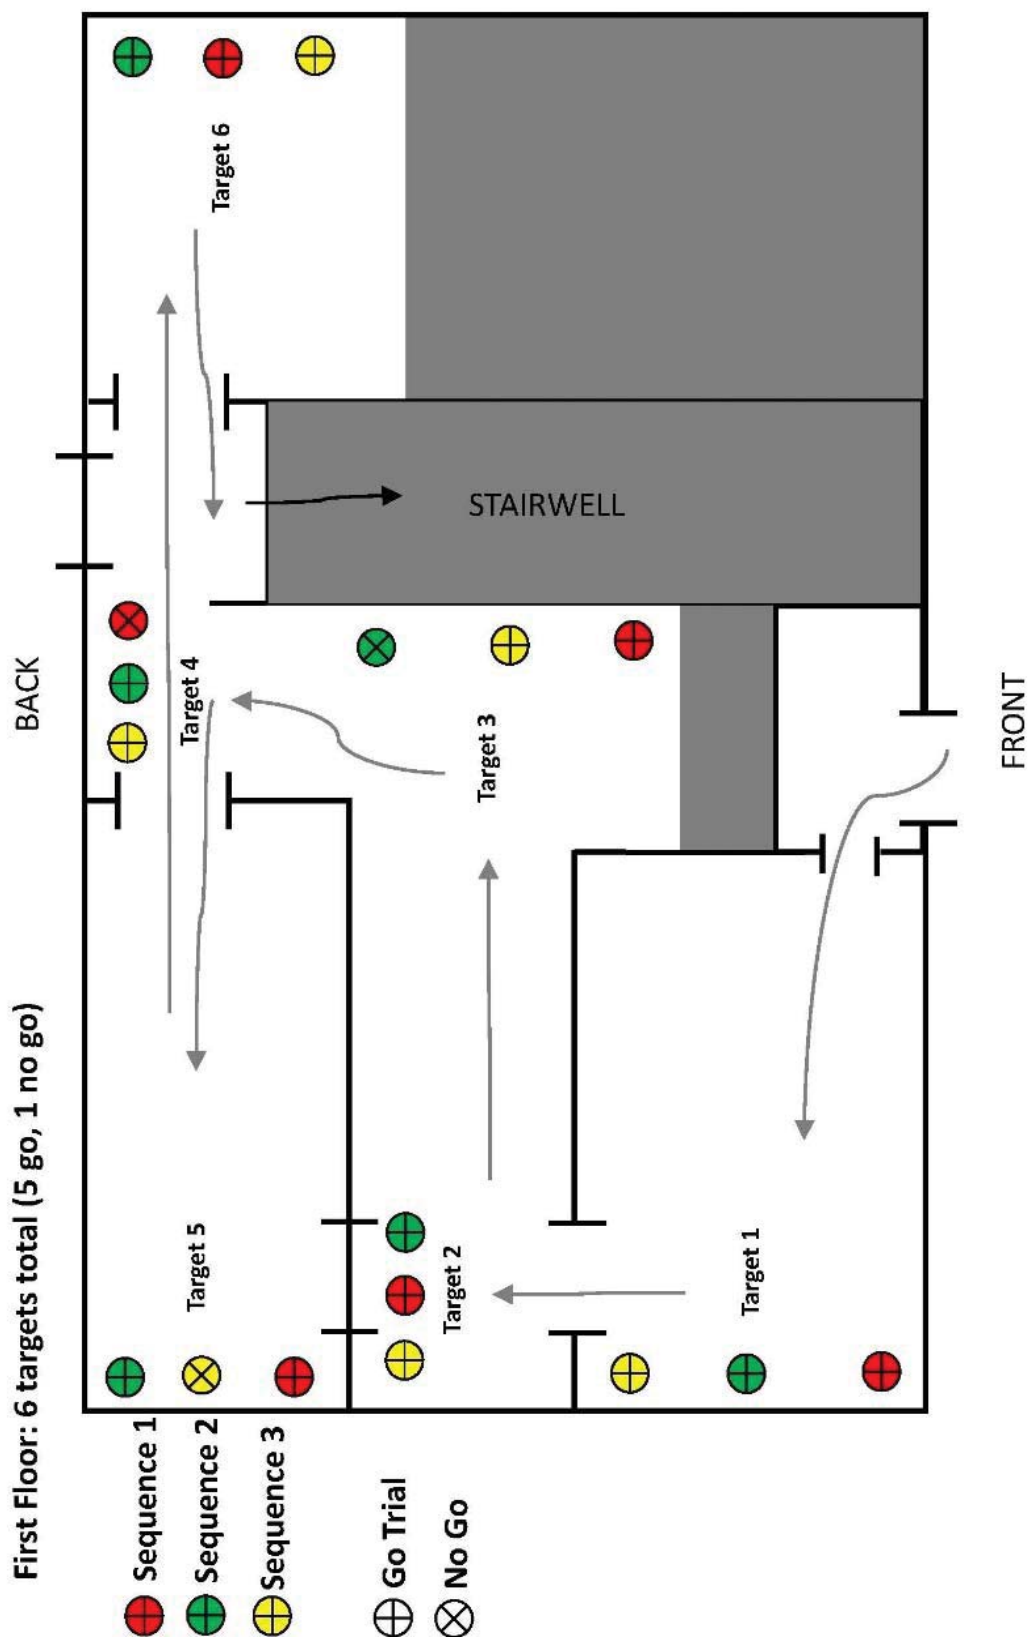 First Floor: 6 targets total (5 go, 1 no go)
Sequence 1
Sequence 2
Sequence 3
Go Trial
No Go
BACK
Target 5
Target 4
Target 6
Target 2
Target 3
STAIRWELL
Target 1
FRONT